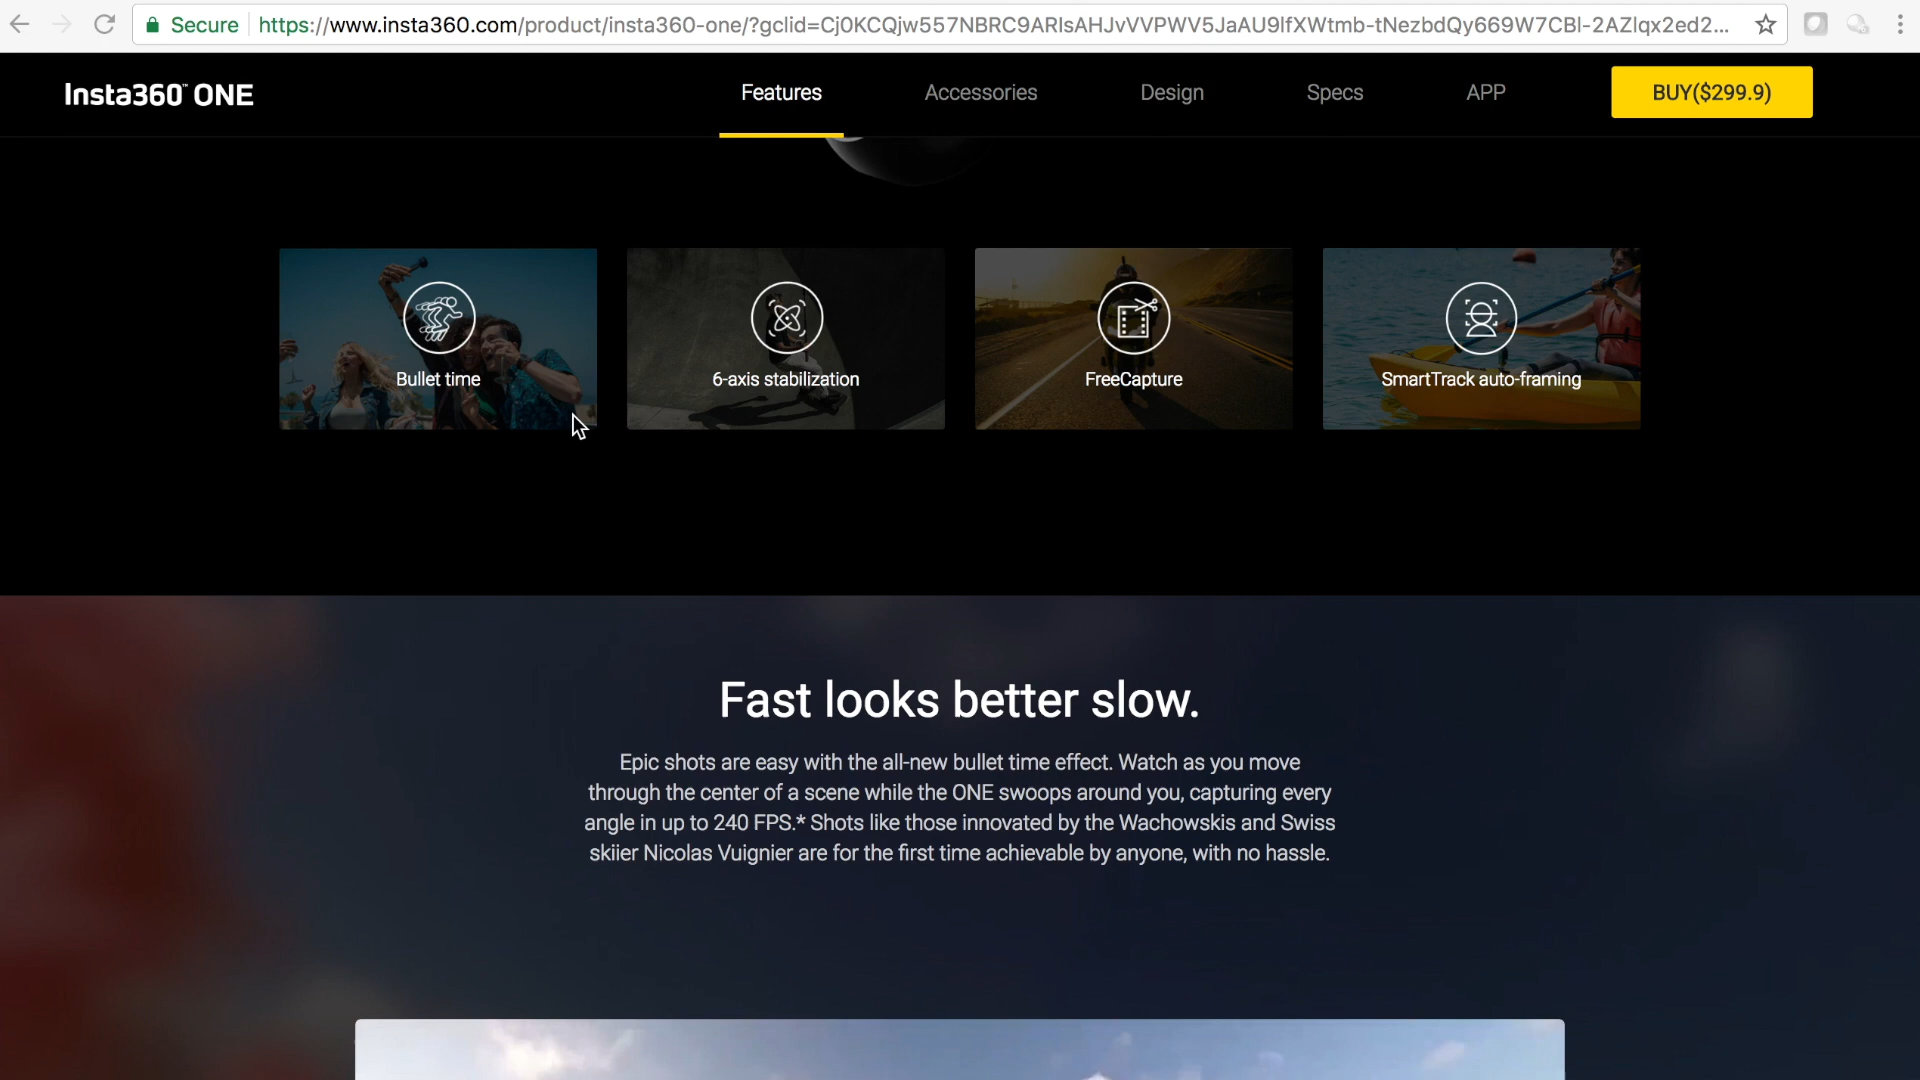 Secure https://www.insta360.com/product/insta360-one/?gclid=Cj0KCQjw557NBRC9ARIsAHJvVVPWV5JaAU9lfXWtmb-tNezbdQy669W7CBl-2AZlqx2ed2...
Insta360™ ONE Features Accessories Design Specs APP BUY($299.9)
Bullet time 6-axis stabilization FreeCapture SmartTrack auto-framing
Fast looks better slow.
Epic shots are easy with the all-new bullet time effect. Watch as you move
through the center of a scene while the ONE swoops around you, capturing every
angle in up to 240 FPS.* Shots like those innovated by the Wachowskis and Swiss
skiier Nicolas Vuignier are for the first time achievable by anyone, with no hassle.